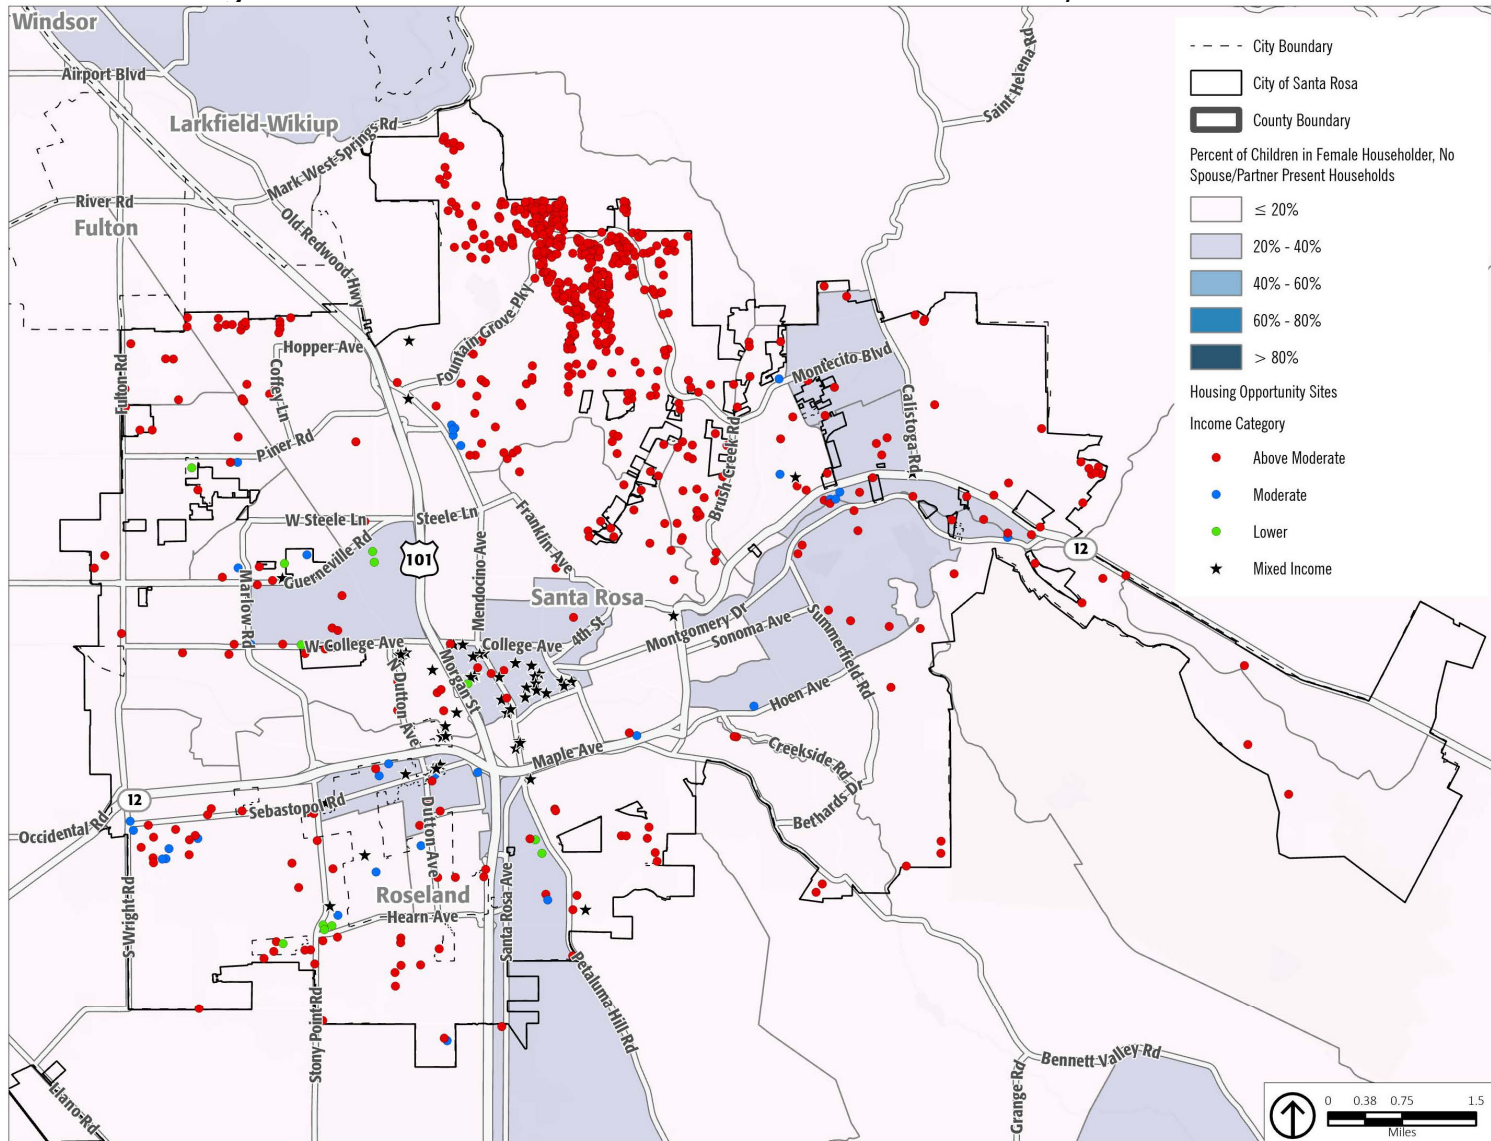 Windsor
Airport Blvd
Larkfield-Wikiup
Mark West Springs Rd
River Rd
Fulton
Old Redwood Hwy
Saint Helena Rd
Fountain Grove Pky
Hopper Ave
Fulton Rd
Coffey Ln
Piner Rd
Montecito Blvd
Calistoga Rd
Brush Creek Rd
W Steele Ln
Steele Ln
Guerneville Rd
Franklin Ave
Mendocino Ave
101
12
Marlow Rd
Santa Rosa
W College Ave
College Ave
4th St
Montgomery Dr
Sonoma Ave
Summerfield Rd
N Dutton Ave
Morgan St
Hoen Ave
Maple Ave
Creekside Rd
Bethards Dr
12
Occidental Rd
Sebastopol Rd
Dutton Ave
Roseland
Hearn Ave
S Wright Rd
Santa Rosa Ave
Stony Point Rd
Petaluma Hill Rd
Llano Rd
Grange Rd
Bennett Valley Rd
City Boundary
City of Santa Rosa
County Boundary
Percent of Children in Female Householder, No
Spouse/Partner Present Households
≤ 20%
20% - 40%
40% - 60%
60% - 80%
> 80%
Housing Opportunity Sites
Income Category
Above Moderate
Moderate
Lower
Mixed Income
0 0.38 0.75 1.5
Miles